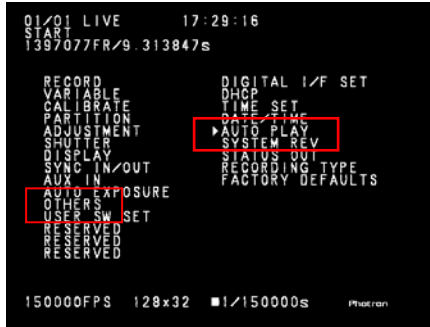 01/01 LIVE 17:29:16
START
1397077FR/9.313847s
RECORD
VARIABLE
CALIBRATE
PARTITION
ADJUSTMENT
SHUTTER
DISPLAY
SYNC IN/OUT
AUX IN
AUTO EXPOSURE
OTHERS
USER SW SET
RESERVED
RESERVED
RESERVED
DIGITAL I/F SET
DHCP
TIME SET
DATE/TIME
▶AUTO PLAY
SYSTEM REV
STATUS OUT
RECORDING TYPE
FACTORY DEFAULTS
150000FPS 128x32 ■1/150000s Photron